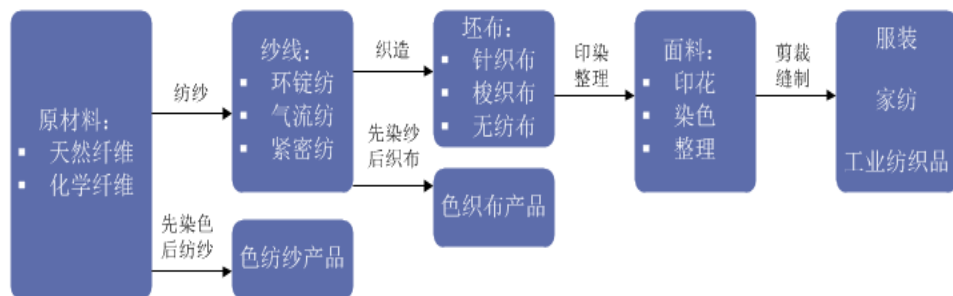 原材料：
▪ 天然纤维
▪ 化学纤维
纺纱
先染色
后纺纱
纱线：
▪ 环锭纺
▪ 气流纺
▪ 紧密纺
色纺纱产品
织造
先染纱
后织布
坯布：
▪ 针织布
▪ 梭织布
▪ 无纺布
色织布产品
印染
整理
面料：
▪ 印花
▪ 染色
▪ 整理
剪裁
缝制
服装
家纺
工业纺织品